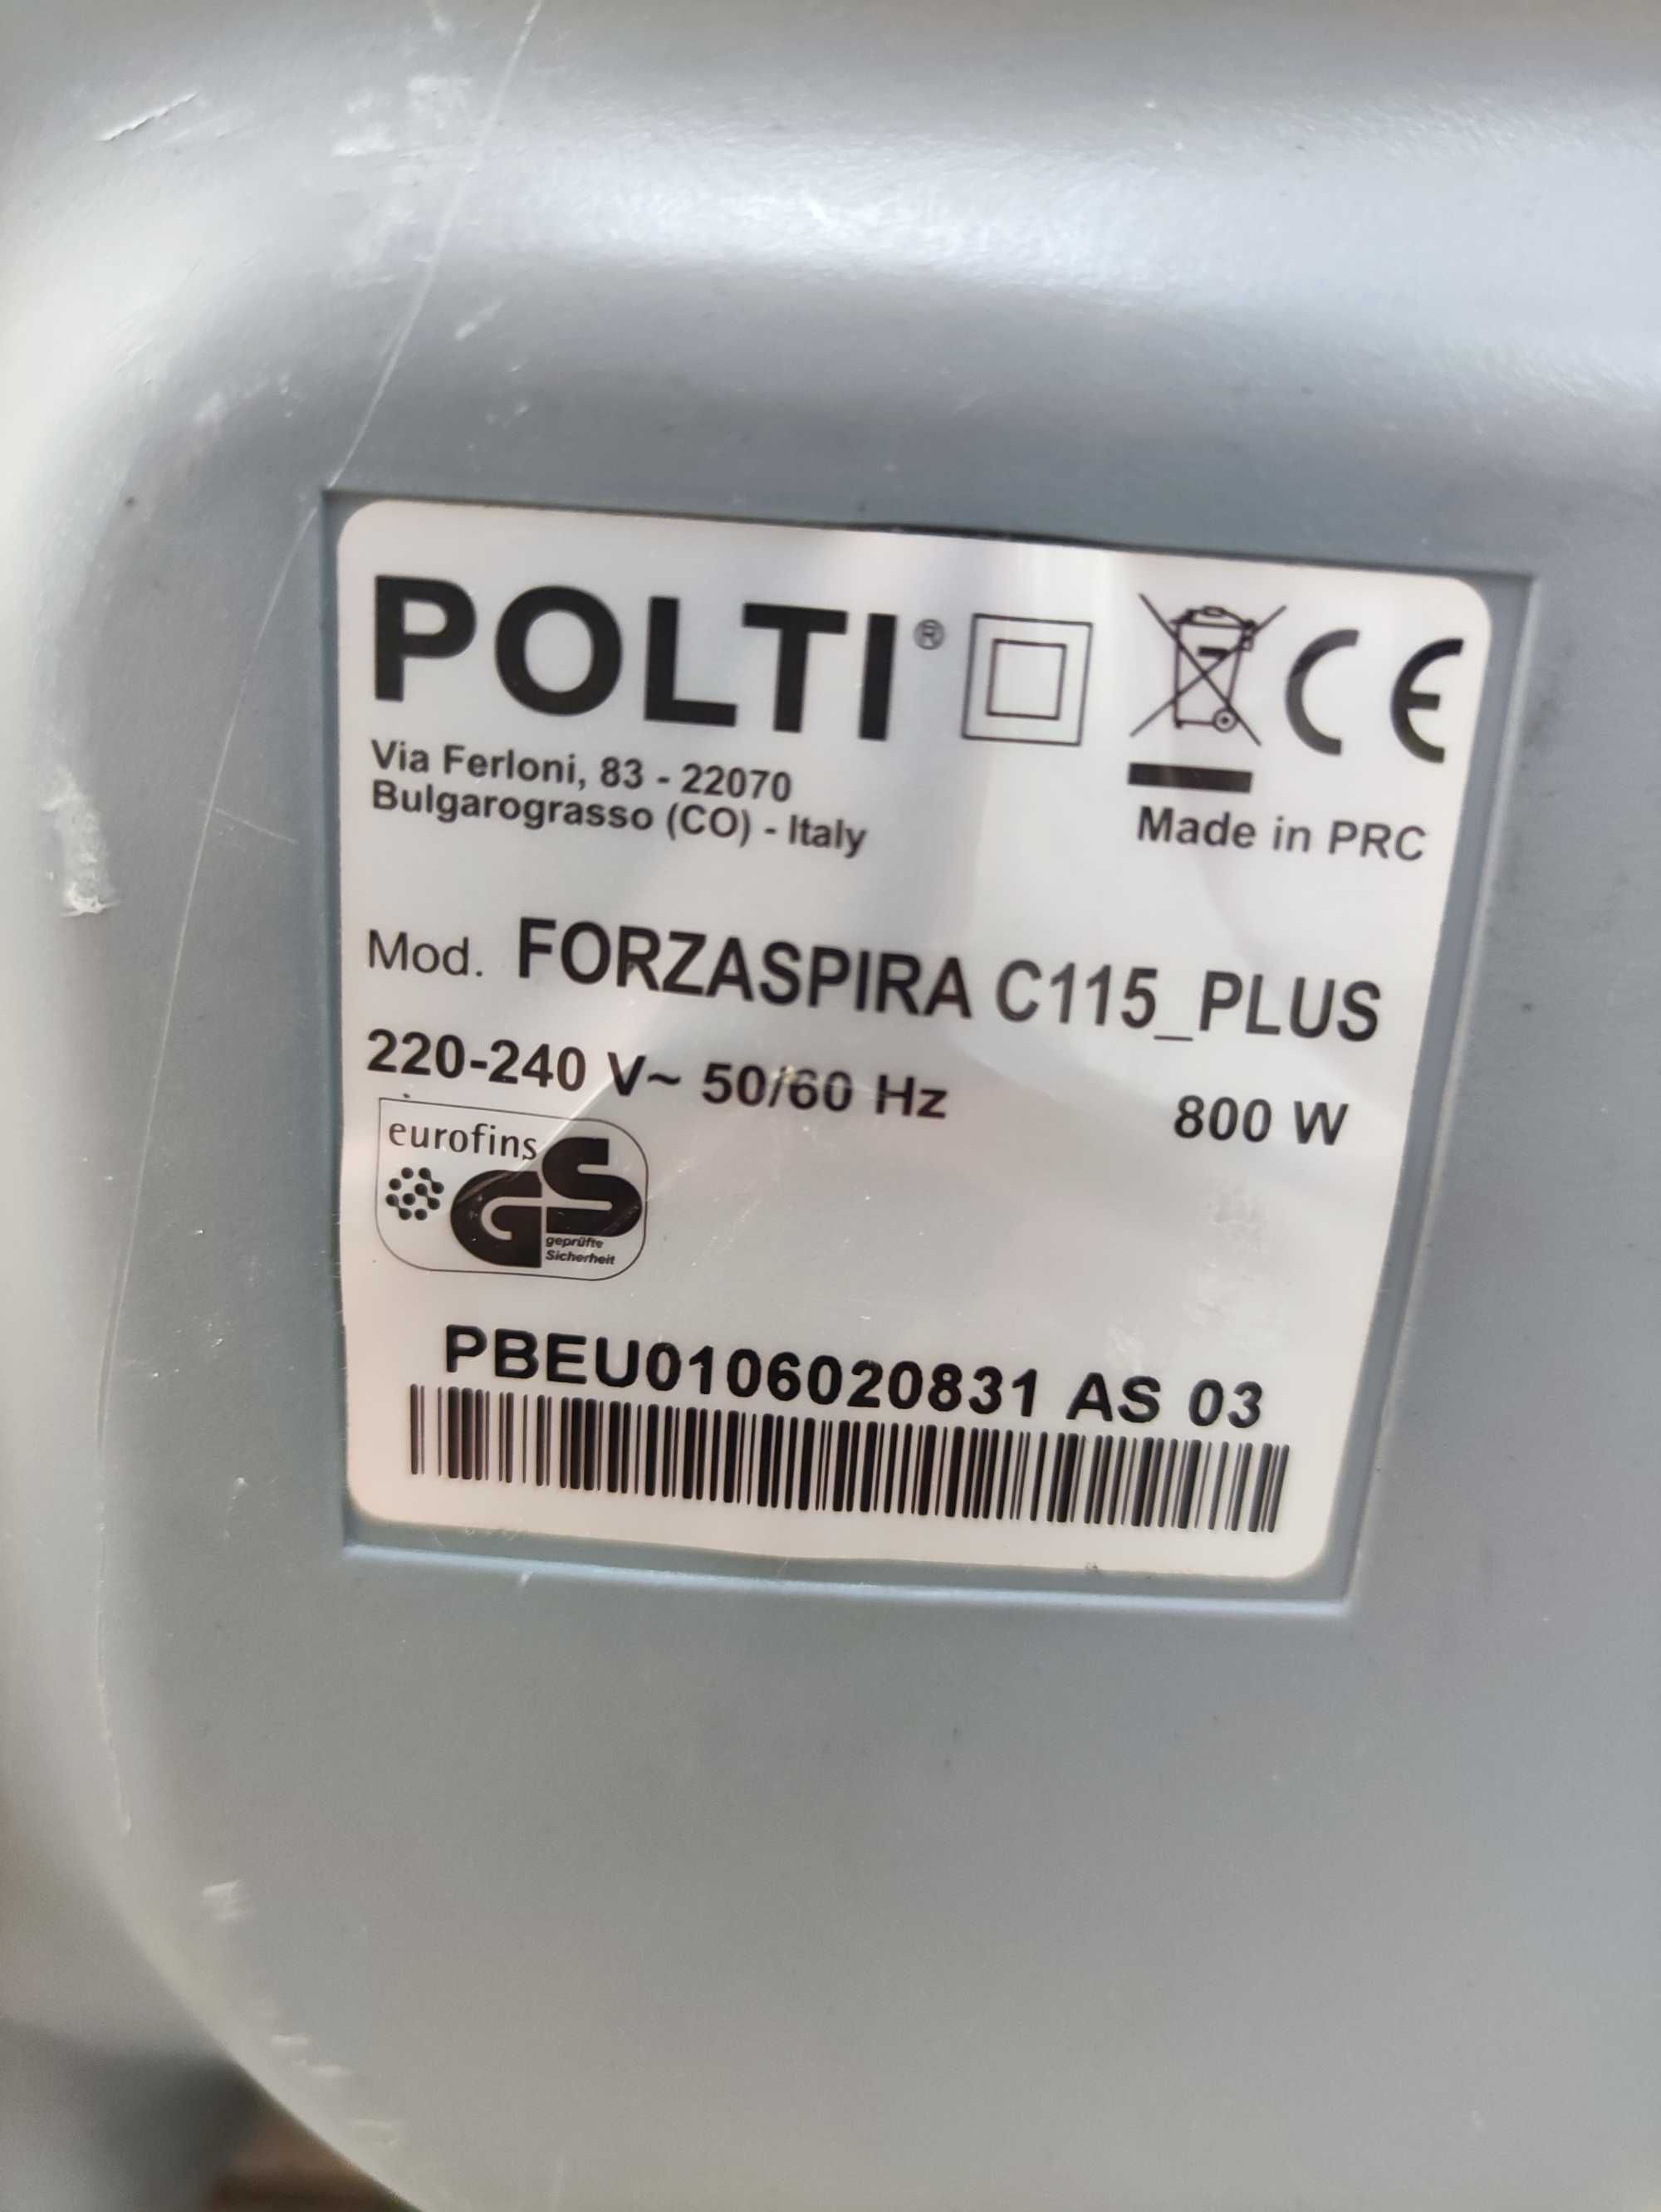 POLTI®
CE
Via Ferloni, 83 - 22070
Bulgarograsso (CO) - Italy
Made in PRC
Mod. FORZASPIRA C115_PLUS
220-240 V~ 50/60 Hz
800 W
eurofins
GS
geprüfte
Sicherheit
PBEU0106020831 AS 03